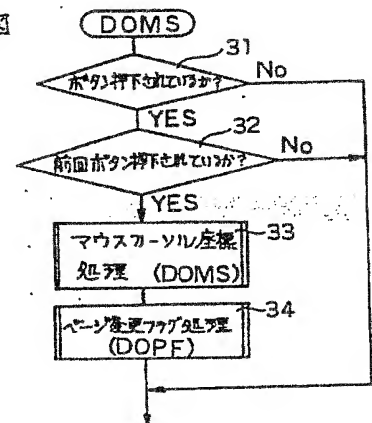 図
DOMS
31
ボタン押下されているか?
No
YES
32
前回ボタン押下されているか?
No
YES
マウスカーソル座標
処理 (DOMS)
33
ページ変更フラグ処理
(DOPF)
34